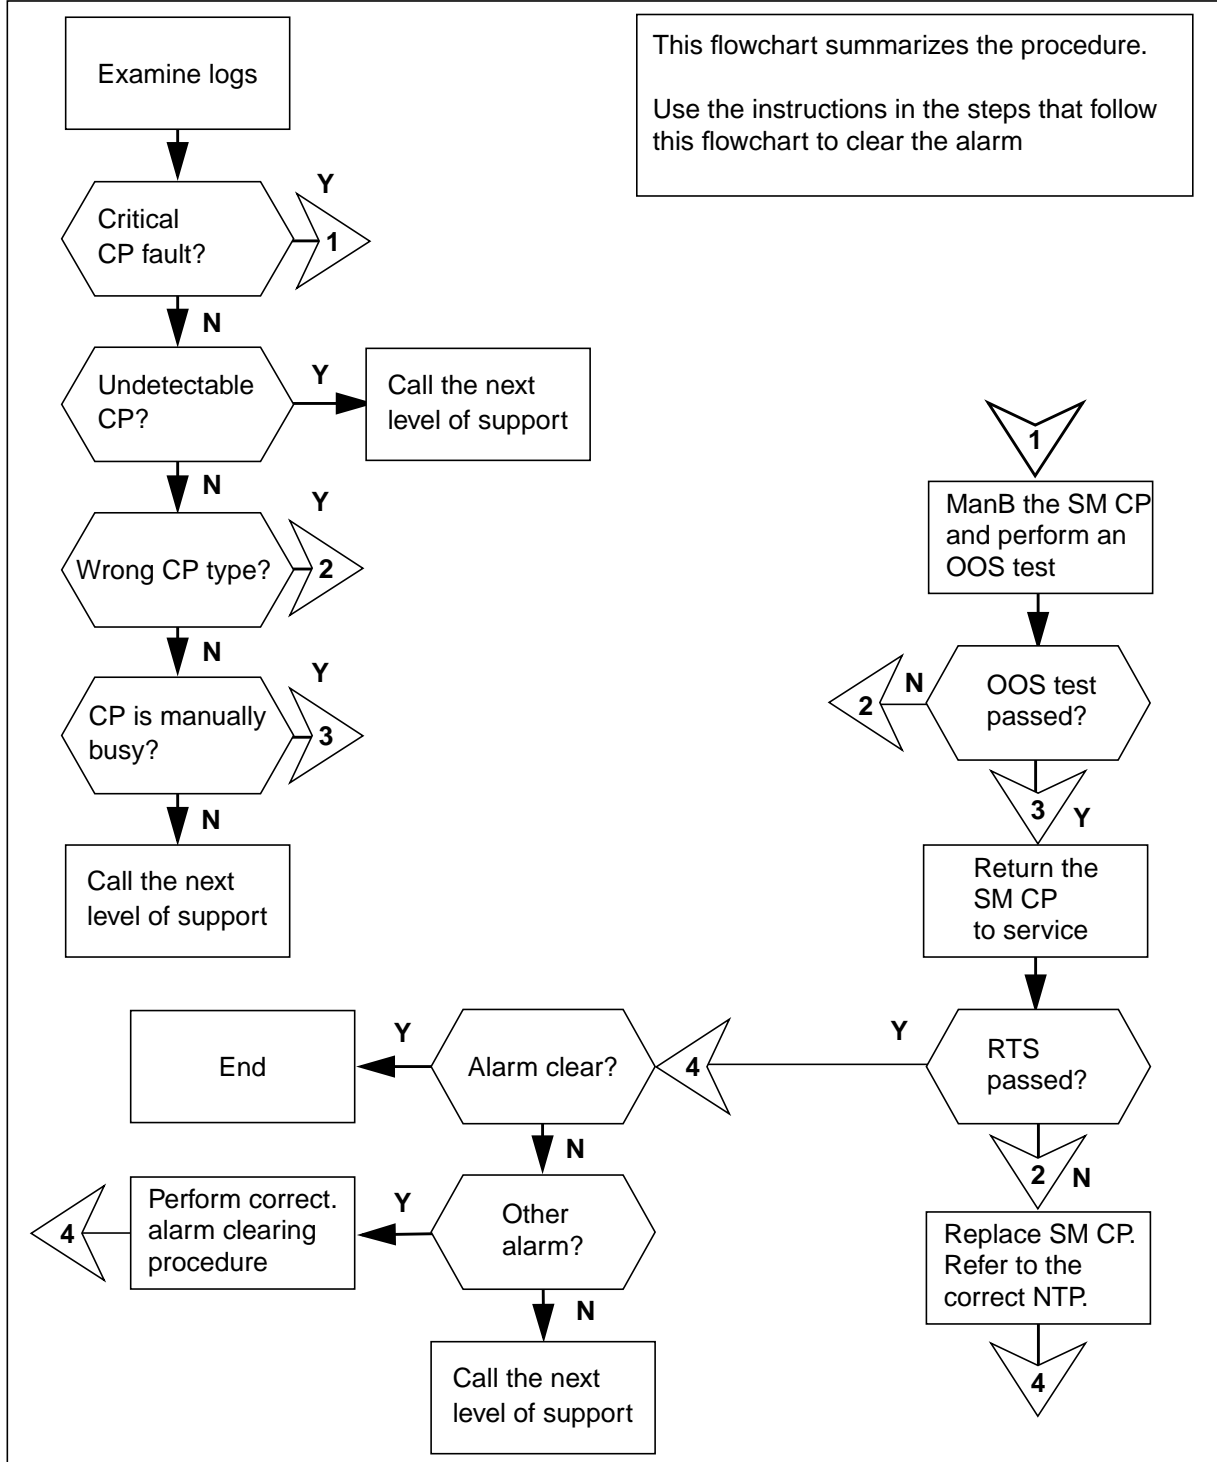 Examine logs
This flowchart summarizes the procedure.
Use the instructions in the steps that follow
this flowchart to clear the alarm
Y
Critical
CP fault?
1
N
Undetectable
CP?
Y
Call the next
level of support
N
Y
Wrong CP type?
2
N
Y
CP is manually
busy?
3
N
Call the next
level of support
1
ManB the SM CP
and perform an
OOS test
OOS test
passed?
N
2
3
Y
Return the
SM CP
to service
RTS
passed?
Y
4
Alarm clear?
Y
End
N
Other
alarm?
Y
Perform correct.
alarm clearing
procedure
4
N
Call the next
level of support
2
N
Replace SM CP.
Refer to the
correct NTP.
4